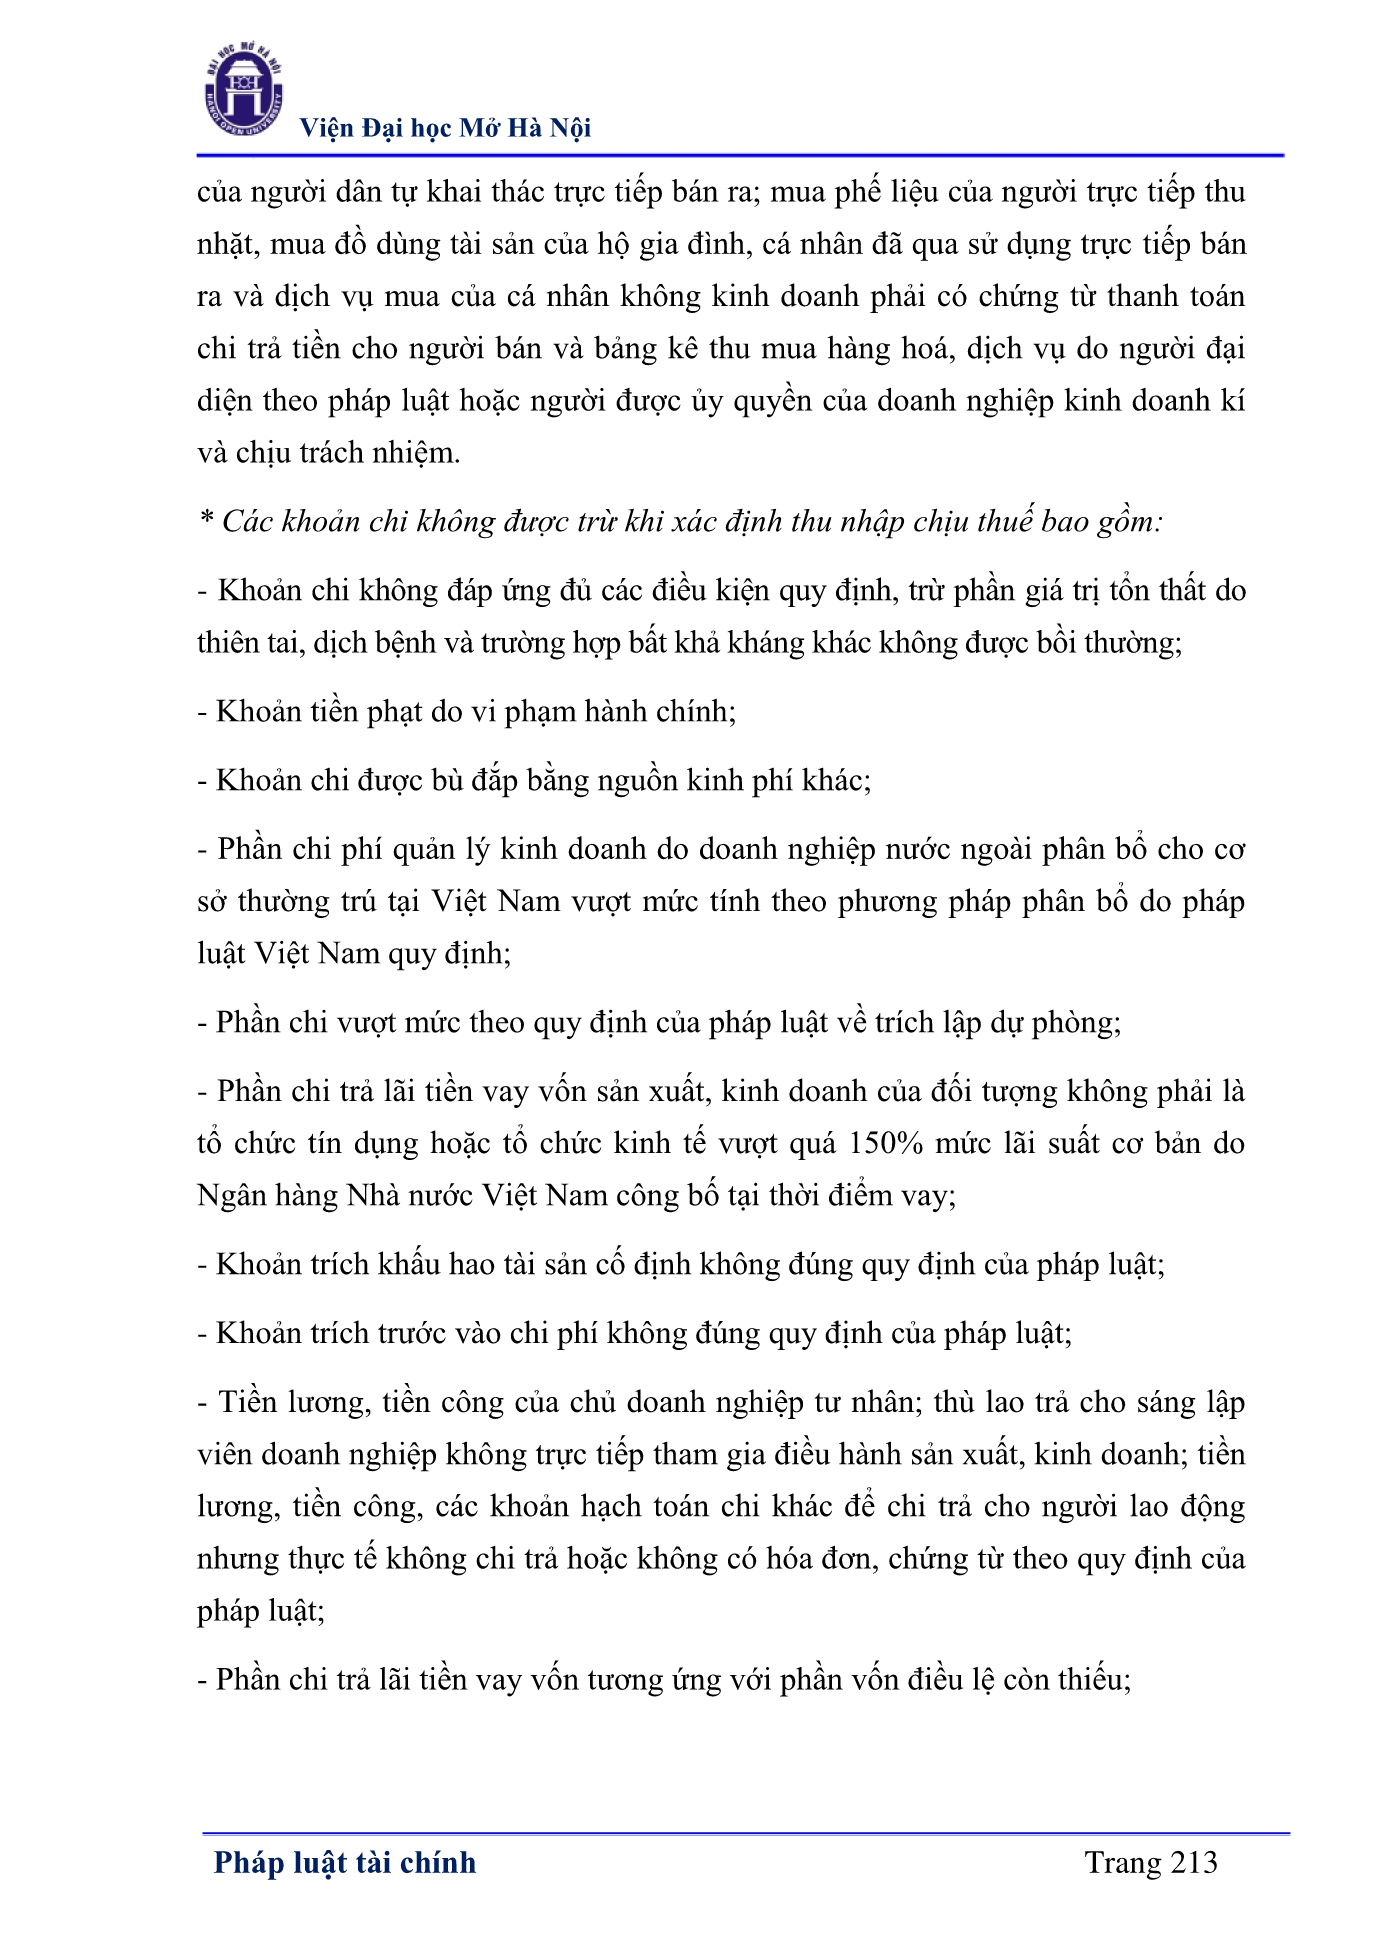 ĐẠI HỌC MỞ HÀ NỘI
HANOI OPEN UNIVERSITY
Viện Đại học Mở Hà Nội
của người dân tự khai thác trực tiếp bán ra; mua phế liệu của người trực tiếp thu
nhặt, mua đồ dùng tài sản của hộ gia đình, cá nhân đã qua sử dụng trực tiếp bán
ra và dịch vụ mua của cá nhân không kinh doanh phải có chứng từ thanh toán
chi trả tiền cho người bán và bảng kê thu mua hàng hoá, dịch vụ do người đại
diện theo pháp luật hoặc người được ủy quyền của doanh nghiệp kinh doanh kí
và chịu trách nhiệm.
* Các khoản chi không được trừ khi xác định thu nhập chịu thuế bao gồm:
- Khoản chi không đáp ứng đủ các điều kiện quy định, trừ phần giá trị tổn thất do
thiên tai, dịch bệnh và trường hợp bất khả kháng khác không được bồi thường;
- Khoản tiền phạt do vi phạm hành chính;
- Khoản chi được bù đắp bằng nguồn kinh phí khác;
- Phần chi phí quản lý kinh doanh do doanh nghiệp nước ngoài phân bổ cho cơ
sở thường trú tại Việt Nam vượt mức tính theo phương pháp phân bổ do pháp
luật Việt Nam quy định;
- Phần chi vượt mức theo quy định của pháp luật về trích lập dự phòng;
- Phần chi trả lãi tiền vay vốn sản xuất, kinh doanh của đối tượng không phải là
tổ chức tín dụng hoặc tổ chức kinh tế vượt quá 150% mức lãi suất cơ bản do
Ngân hàng Nhà nước Việt Nam công bố tại thời điểm vay;
- Khoản trích khấu hao tài sản cố định không đúng quy định của pháp luật;
- Khoản trích trước vào chi phí không đúng quy định của pháp luật;
- Tiền lương, tiền công của chủ doanh nghiệp tư nhân; thù lao trả cho sáng lập
viên doanh nghiệp không trực tiếp tham gia điều hành sản xuất, kinh doanh; tiền
lương, tiền công, các khoản hạch toán chi khác để chi trả cho người lao động
nhưng thực tế không chi trả hoặc không có hóa đơn, chứng từ theo quy định của
pháp luật;
- Phần chi trả lãi tiền vay vốn tương ứng với phần vốn điều lệ còn thiếu;
Pháp luật tài chính
Trang 213